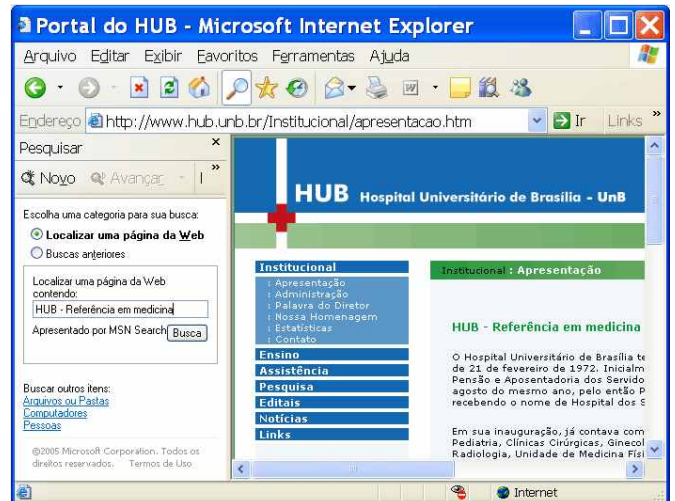 Portal do HUB - Microsoft Internet Explorer
Arquivo Editar Exibir Favoritos Ferramentas Ajuda
Endereço http://www.hub.unb.br/Institucional/apresentacao.htm Ir Links »
Pesquisar ×
Novo Avançar »
Escolha uma categoria para sua busca:
Localizar uma página da Web
Buscas anteriores
Localizar uma página da Web
contendo:
HUB - Referência em medicina
Apresentado por MSN Search Busca
Buscar outros itens:
Arquivos ou Pastas
Computadores
Pessoas
©2005 Microsoft Corporation. Todos os
direitos reservados. Termos de Uso
HUB Hospital Universitário de Brasília - UnB
Institucional
: Apresentação
: Administração
: Palavra do Diretor
: Nossa Homenagem
: Estatísticas
: Contato
Ensino
Assistência
Pesquisa
Editais
Notícias
Links
Institucional : Apresentação
HUB - Referência em medicina
O Hospital Universitário de Brasília te
de 21 de fevereiro de 1972. Inicialm
Pensão e Aposentadoria dos Servido
agosto do mesmo ano, pelo então P
recebendo o nome de Hospital dos S
Em sua inauguração, já contava com
Pediatria, Clínicas Cirúrgicas, Ginecol
Radiologia, Unidade de Medicina Físi
Internet